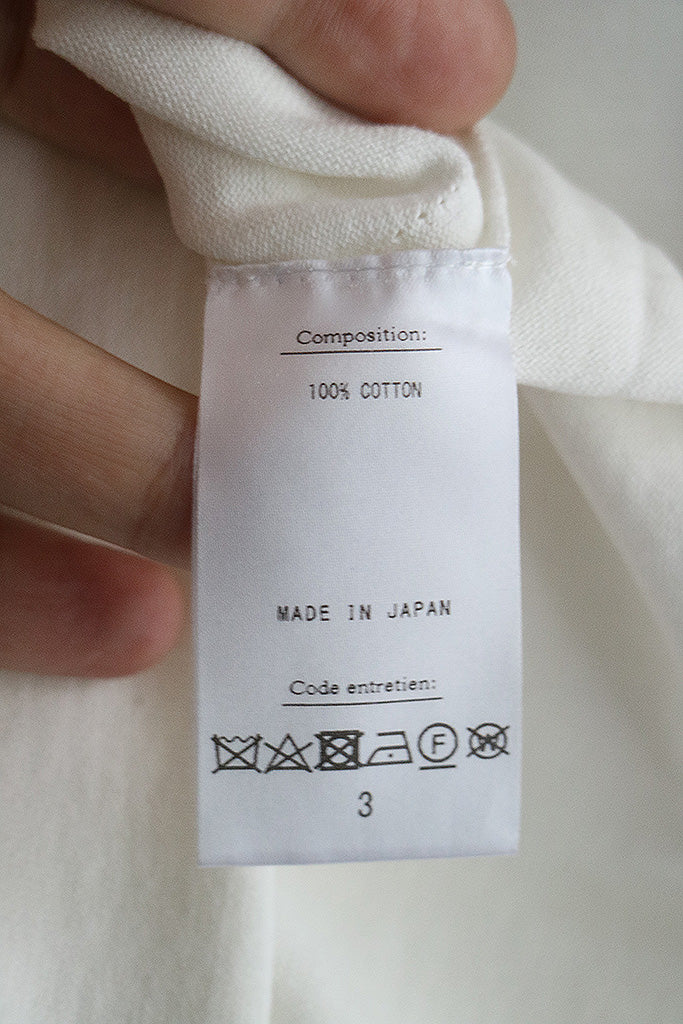 Composition:
100% COTTON
MADE IN JAPAN
Code entretien:
F W
3